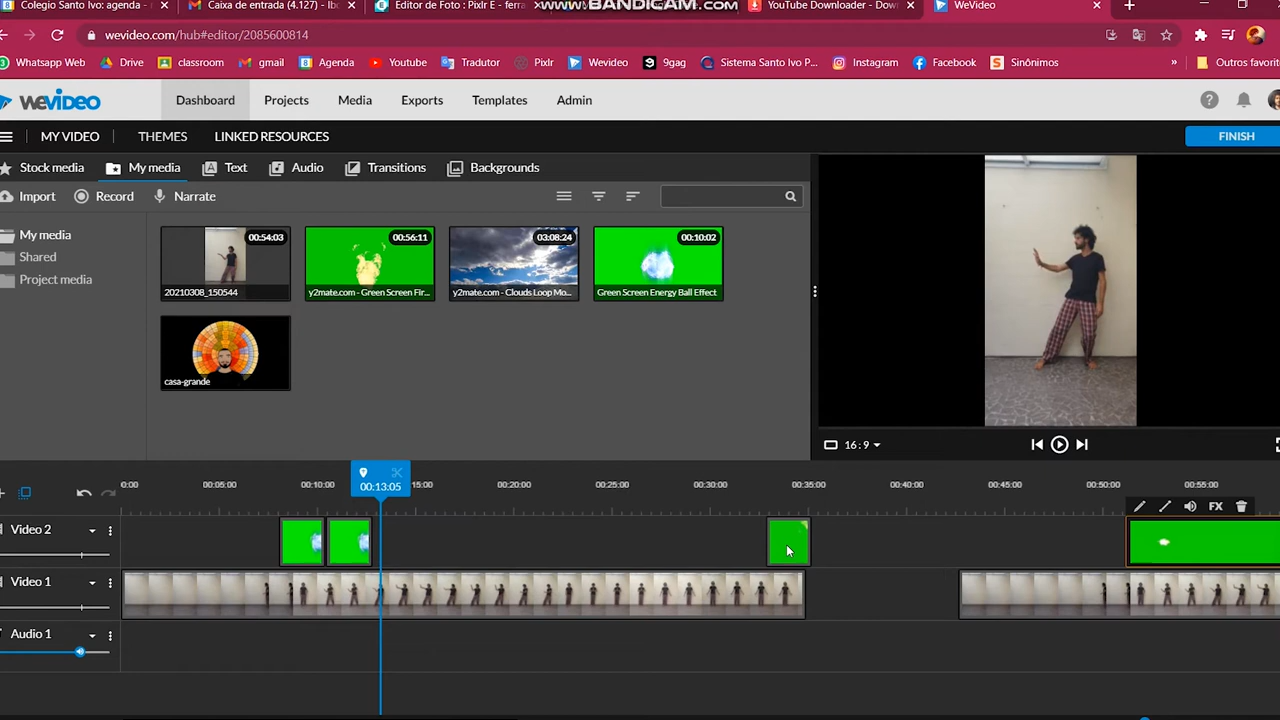 Colegio Santo Ivo: agenda -
Caixa de entrada (4.127) - lbo
Editor de Foto : Pixlr E - ferra
www.BANDICAM.com
YouTube Downloader - Down
WeVideo
wevideo.com/hub#editor/2085600814
Whatsapp Web
Drive
classroom
gmail
Agenda
Youtube
Tradutor
Pixlr
Wevideo
9gag
Sistema Santo Ivo P...
Instagram
Facebook
Sinônimos
»
Outros favorit
WEVIDEO
Dashboard
Projects
Media
Exports
Templates
Admin
MY VIDEO
THEMES
LINKED RESOURCES
FINISH
Stock media
My media
Text
Audio
Transitions
Backgrounds
Import
Record
Narrate
My media
Shared
Project media
00:54:03
20210308_150544
00:56:11
y2mate.com - Green Screen Fir...
03:08:24
y2mate.com - Clouds Loop Mo...
00:10:02
Green Screen Energy Ball Effect
casa-grande
16:9
0:00
00:05:00
00:10:00
00:13:05
15:00
00:20:00
00:25:00
00:30:00
00:35:00
00:40:00
00:45:00
00:50:00
00:55:00
FX
Video 2
Video 1
Audio 1